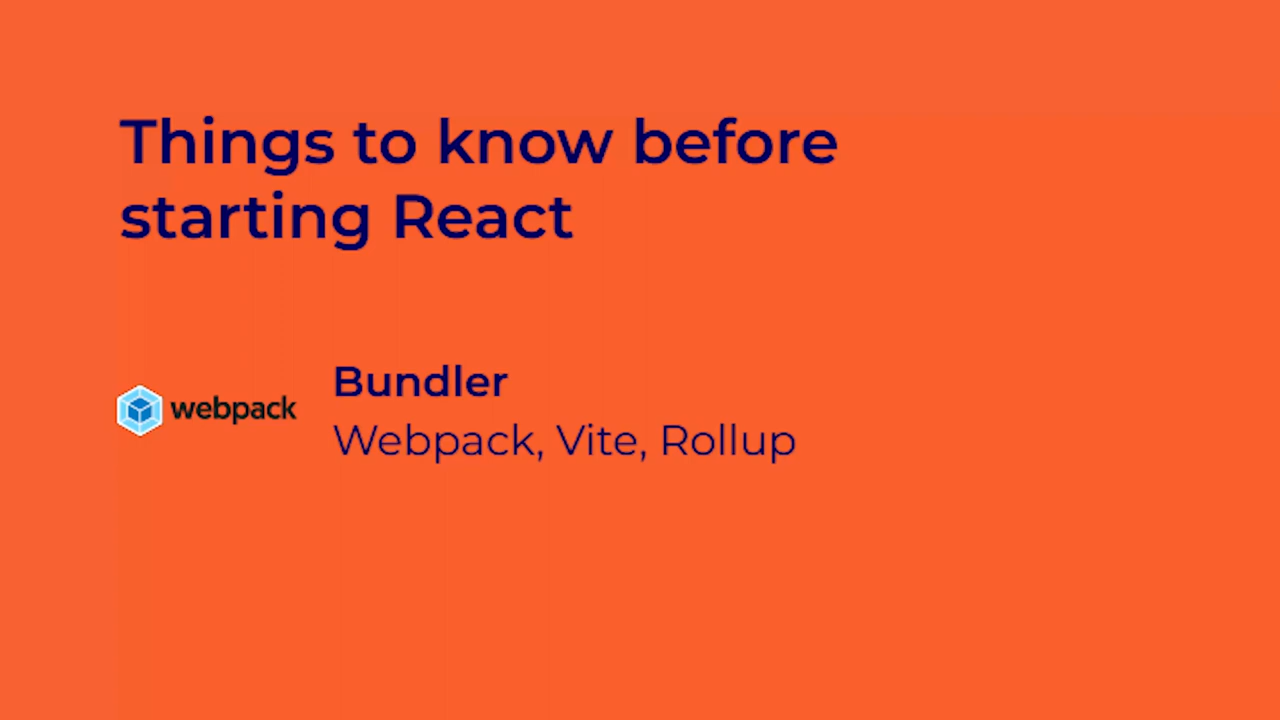 Things to know before
starting React
Bundler
webpack
Webpack, Vite, Rollup